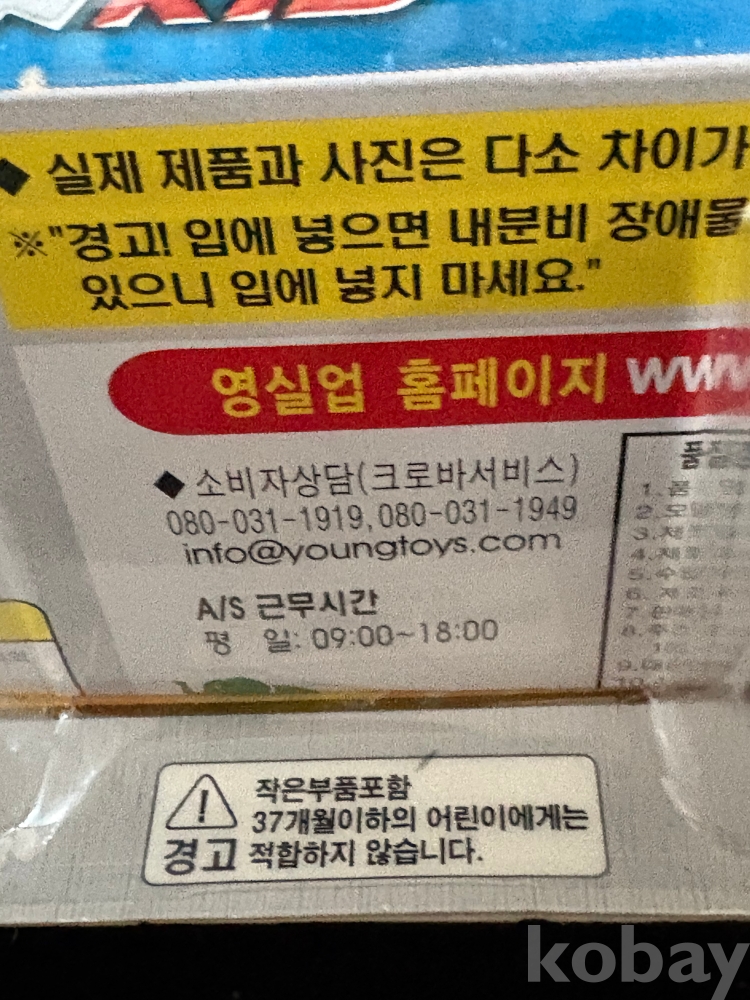 ◆ 실제 제품과 사진은 다소 차이가
※"경고! 입에 넣으면 내분비 장애물
있으니 입에 넣지 마세요."
영실업 홈페이지 www
◆ 소비자상담(크로바서비스)
080-031-1919, 080-031-1949
info@youngtoys.com
A/S 근무시간
평 일: 09:00~18:00
작은부품포함
37개월이하의 어린이에게는
경고 적합하지 않습니다.
kobay